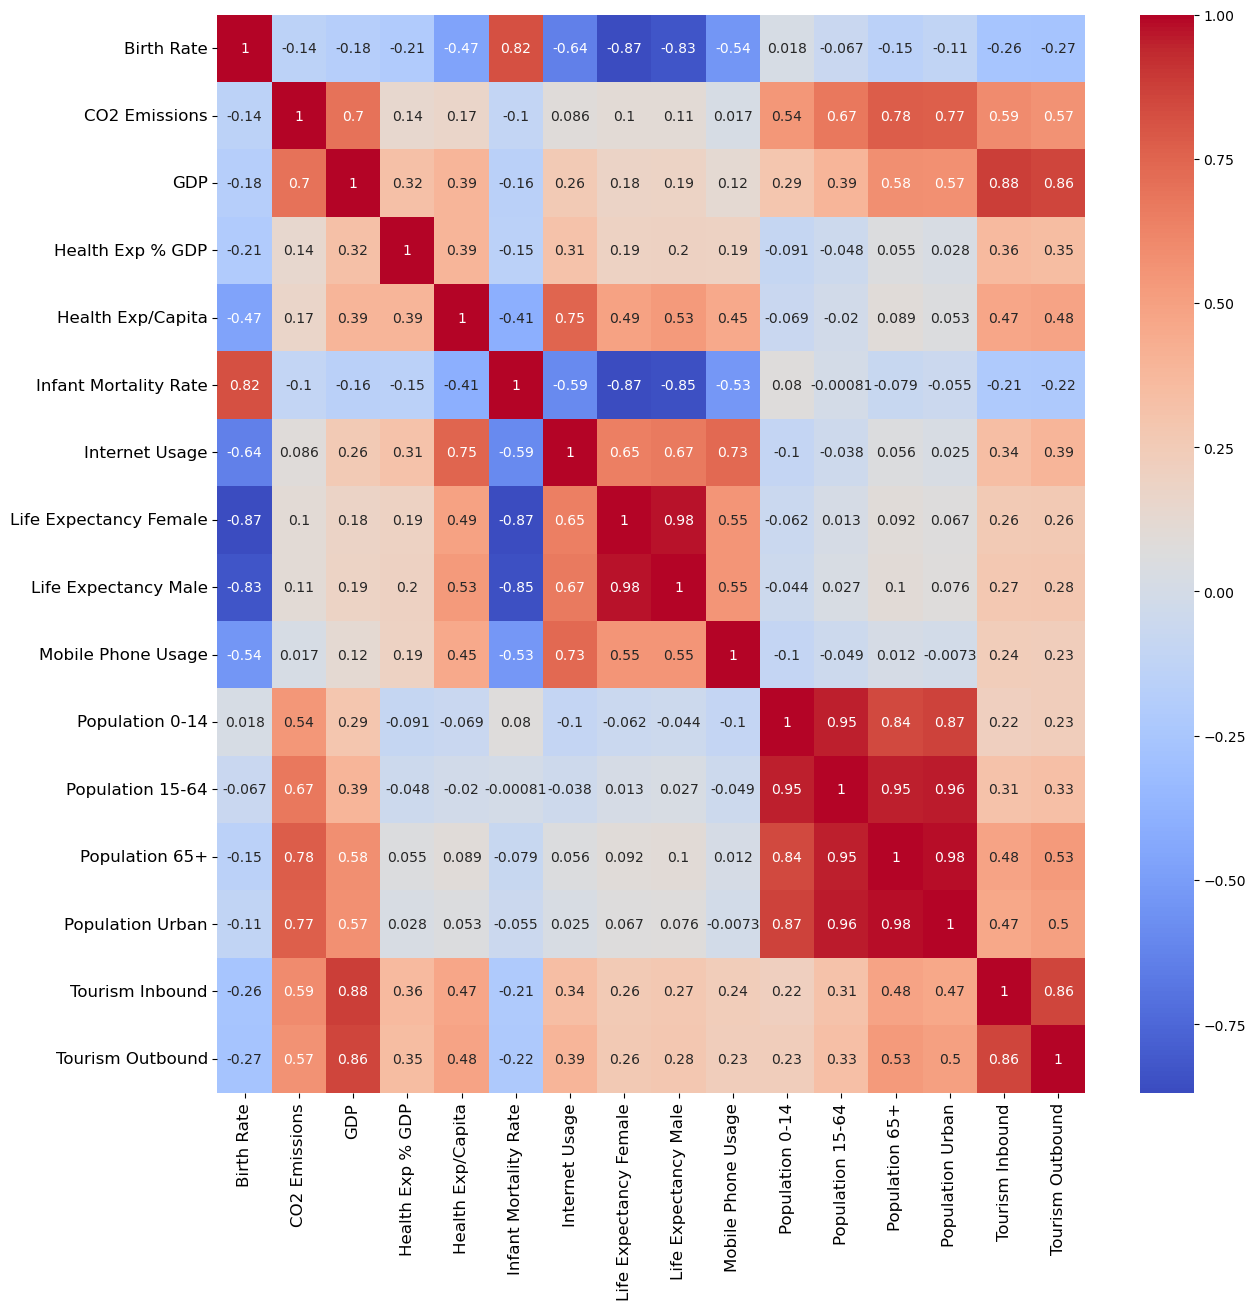 Birth Rate 1 -0.14 -0.18 -0.21 -0.47 0.82 -0.64 -0.87 -0.83 -0.54 0.018 -0.067 -0.15 -0.11 -0.26 -0.27
CO2 Emissions -0.14 1 0.7 0.14 0.17 -0.1 0.086 0.1 0.11 0.017 0.54 0.67 0.78 0.77 0.59 0.57
GDP -0.18 0.7 1 0.32 0.39 -0.16 0.26 0.18 0.19 0.12 0.29 0.39 0.58 0.57 0.88 0.86
Health Exp % GDP -0.21 0.14 0.32 1 0.39 -0.15 0.31 0.19 0.2 0.19 -0.091 -0.048 0.055 0.028 0.36 0.35
Health Exp/Capita -0.47 0.17 0.39 0.39 1 -0.41 0.75 0.49 0.53 0.45 -0.069 -0.02 0.089 0.053 0.47 0.48
Infant Mortality Rate 0.82 -0.1 -0.16 -0.15 -0.41 1 -0.59 -0.87 -0.85 -0.53 0.08 -0.00081 -0.079 -0.055 -0.21 -0.22
Internet Usage -0.64 0.086 0.26 0.31 0.75 -0.59 1 0.65 0.67 0.73 -0.1 -0.038 0.056 0.025 0.34 0.39
Life Expectancy Female -0.87 0.1 0.18 0.19 0.49 -0.87 0.65 1 0.98 0.55 -0.062 0.013 0.092 0.067 0.26 0.26
Life Expectancy Male -0.83 0.11 0.19 0.2 0.53 -0.85 0.67 0.98 1 0.55 -0.044 0.027 0.1 0.076 0.27 0.28
Mobile Phone Usage -0.54 0.017 0.12 0.19 0.45 -0.53 0.73 0.55 0.55 1 -0.1 -0.049 0.012 -0.0073 0.24 0.23
Population 0-14 0.018 0.54 0.29 -0.091 -0.069 0.08 -0.1 -0.062 -0.044 -0.1 1 0.95 0.84 0.87 0.22 0.23
Population 15-64 -0.067 0.67 0.39 -0.048 -0.02 -0.00081 -0.038 0.013 0.027 -0.049 0.95 1 0.95 0.96 0.31 0.33
Population 65+ -0.15 0.78 0.58 0.055 0.089 -0.079 0.056 0.092 0.1 0.012 0.84 0.95 1 0.98 0.48 0.53
Population Urban -0.11 0.77 0.57 0.028 0.053 -0.055 0.025 0.067 0.076 -0.0073 0.87 0.96 0.98 1 0.47 0.5
Tourism Inbound -0.26 0.59 0.88 0.36 0.47 -0.21 0.34 0.26 0.27 0.24 0.22 0.31 0.48 0.47 1 0.86
Tourism Outbound -0.27 0.57 0.86 0.35 0.48 -0.22 0.39 0.26 0.28 0.23 0.23 0.33 0.53 0.5 0.86 1
Birth Rate
CO2 Emissions
GDP
Health Exp % GDP
Health Exp/Capita
Infant Mortality Rate
Internet Usage
Life Expectancy Female
Life Expectancy Male
Mobile Phone Usage
Population 0-14
Population 15-64
Population 65+
Population Urban
Tourism Inbound
Tourism Outbound
1.00
0.75
0.50
0.25
0.00
−0.25
−0.50
−0.75